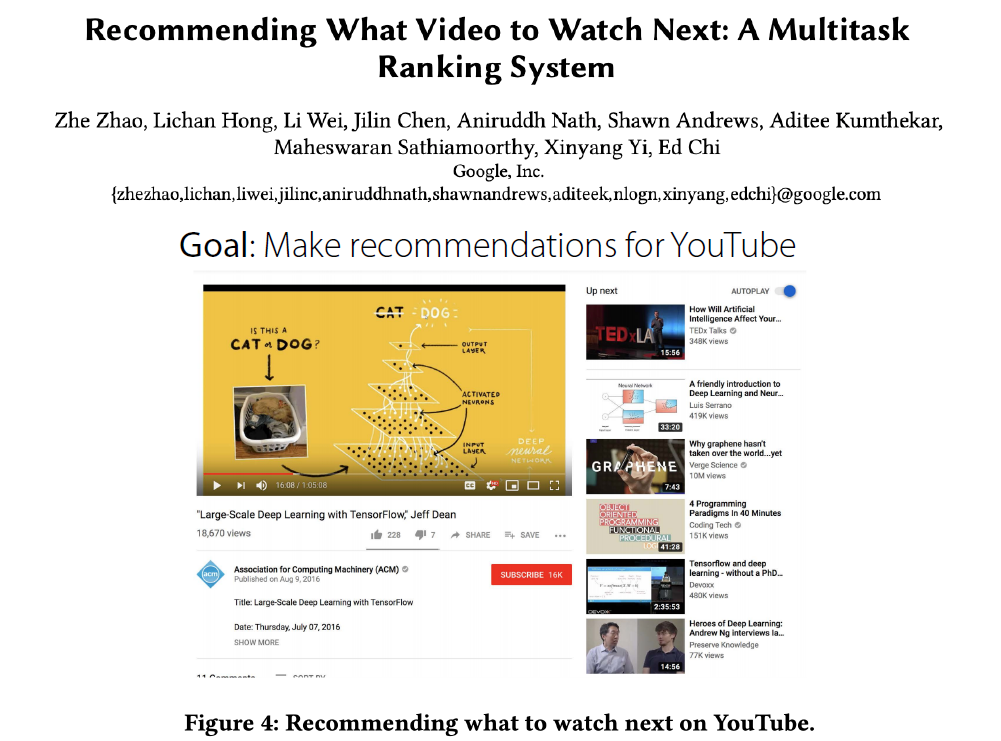 Recommending What Video to Watch Next: A Multitask
Ranking System
Zhe Zhao, Lichan Hong, Li Wei, Jilin Chen, Aniruddh Nath, Shawn Andrews, Aditee Kumthekar,
Maheswaran Sathiamoorthy, Xinyang Yi, Ed Chi
Google, Inc.
{zhezhao,lichan,liwei,jilinc,aniruddhnath,shawnandrews,aditeek,nlogn,xinyang,edchi}@google.com
Goal: Make recommendations for YouTube
CAT DOG
IS THIS A
CAT or DOG?
OUTPUT
LAYER
ACTIVATED
NEURONS
INPUT
LAYER
DEEP
neural
NETWORK
16:08 / 1:05:08
"Large-Scale Deep Learning with TensorFlow," Jeff Dean
18,670 views
228
7
SHARE
SAVE
acm
Association for Computing Machinery (ACM)
Published on Aug 9, 2016
SUBSCRIBE 16K
Title: Large-Scale Deep Learning with TensorFlow
Date: Thursday, July 07, 2016
SHOW MORE
11 Comments
SORT BY
Up next
AUTOPLAY
TEDxLA
15:56
How Will Artificial
Intelligence Affect Your...
TEDx Talks
348K views
Neural Network
33:20
A friendly introduction to
Deep Learning and Neur...
Luis Serrano
419K views
GRAPHENE
7:43
Why graphene hasn't
taken over the world...yet
Verge Science
10M views
OBJECT
ORIENTED
PROGRAMMING
FUNCTIONAL
PROCEDURAL
41:28
4 Programming
Paradigms In 40 Minutes
Coding Tech
151K views
DEVOXX
2:35:53
Tensorflow and deep
learning - without a PhD...
Devoxx
480K views
14:56
Heroes of Deep Learning:
Andrew Ng interviews Ia...
Preserve Knowledge
77K views
Figure 4: Recommending what to watch next on YouTube.